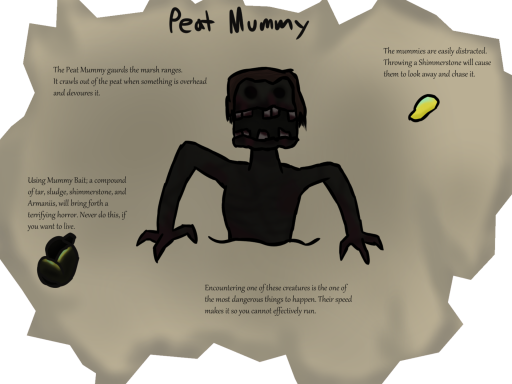 Peat Mummy
The Peat Mummy gaurds the marsh ranges.
It crawls out of the peat when something is overhead
and devoures it.
The mummies are easily distracted.
Throwing a Shimmerstone will cause
them to look away and chase it.
Using Mummy Bait; a compound
of tar, sludge, shimmerstone, and
Armaniis, will bring forth a
terrifying horror. Never do this, if
you want to live.
Encountering one of these creatures is the one of
the most dangerous things to happen. Their speed
makes it so you cannot effectively run.